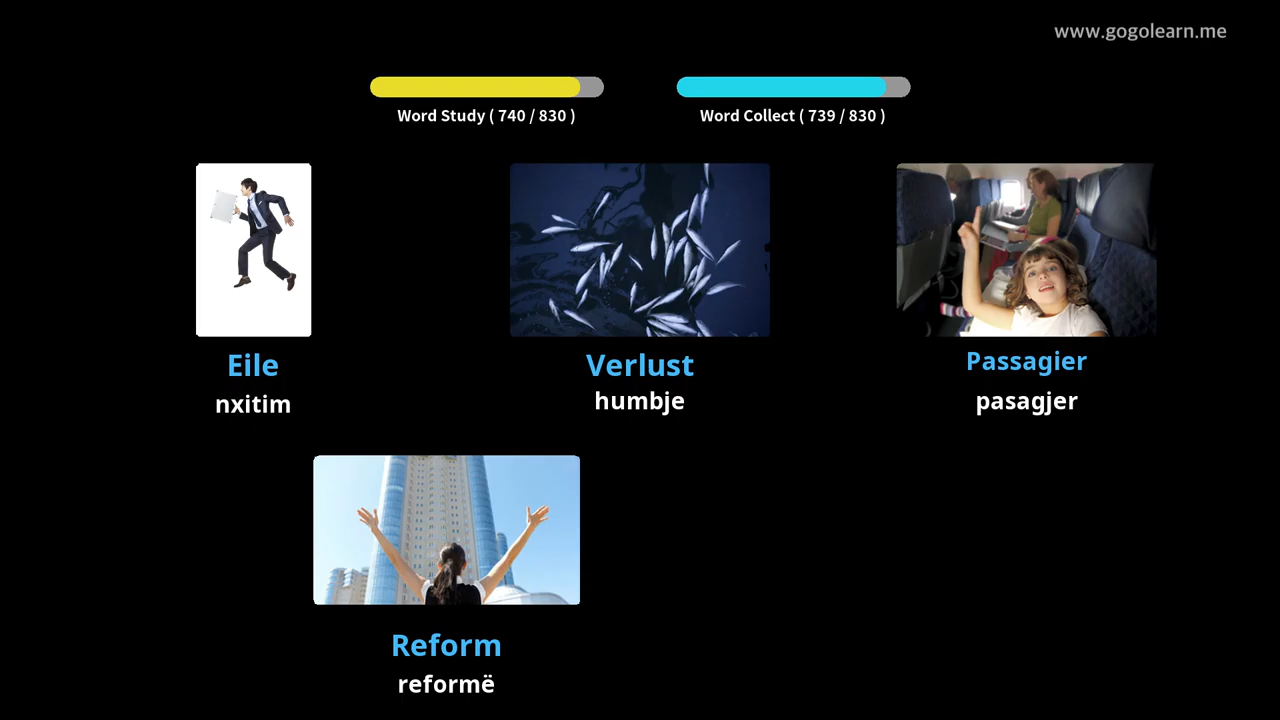 www.gogolearn.me
Word Study ( 740 / 830 )
Word Collect ( 739 / 830 )
Eile
nxitim
Verlust
humbje
Passagier
pasagjer
Reform
reformë